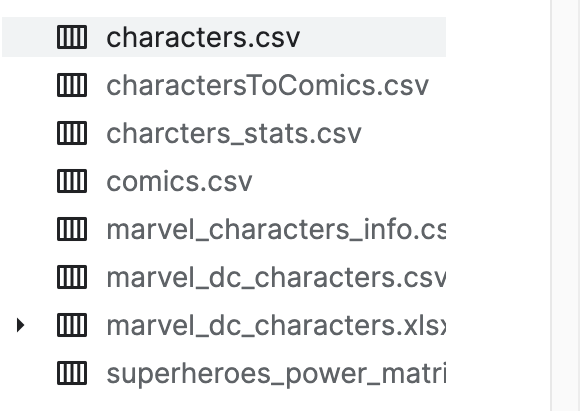 characters.csv
charactersToComics.csv
charcters_stats.csv
comics.csv
marvel_characters_info.cs
marvel_dc_characters.csv
marvel_dc_characters.xlsx
superheroes_power_matri